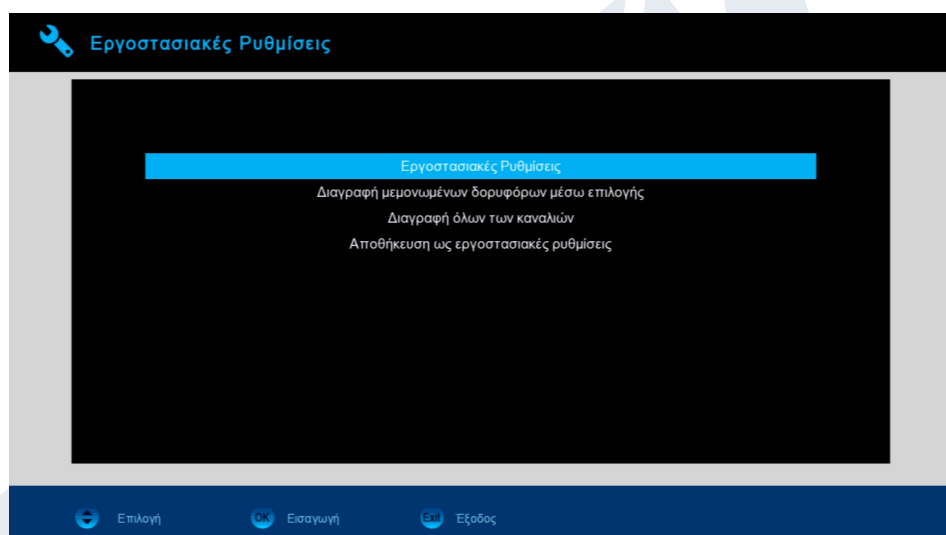 Εργοστασιακές Ρυθμίσεις
Εργοστασιακές Ρυθμίσεις
Διαγραφή μεμονωμένων δορυφόρων μέσω επιλογής
Διαγραφή όλων των καναλιών
Αποθήκευση ως εργοστασιακές ρυθμίσεις
Επιλογή OK Εισαγωγή Exit Έξοδος